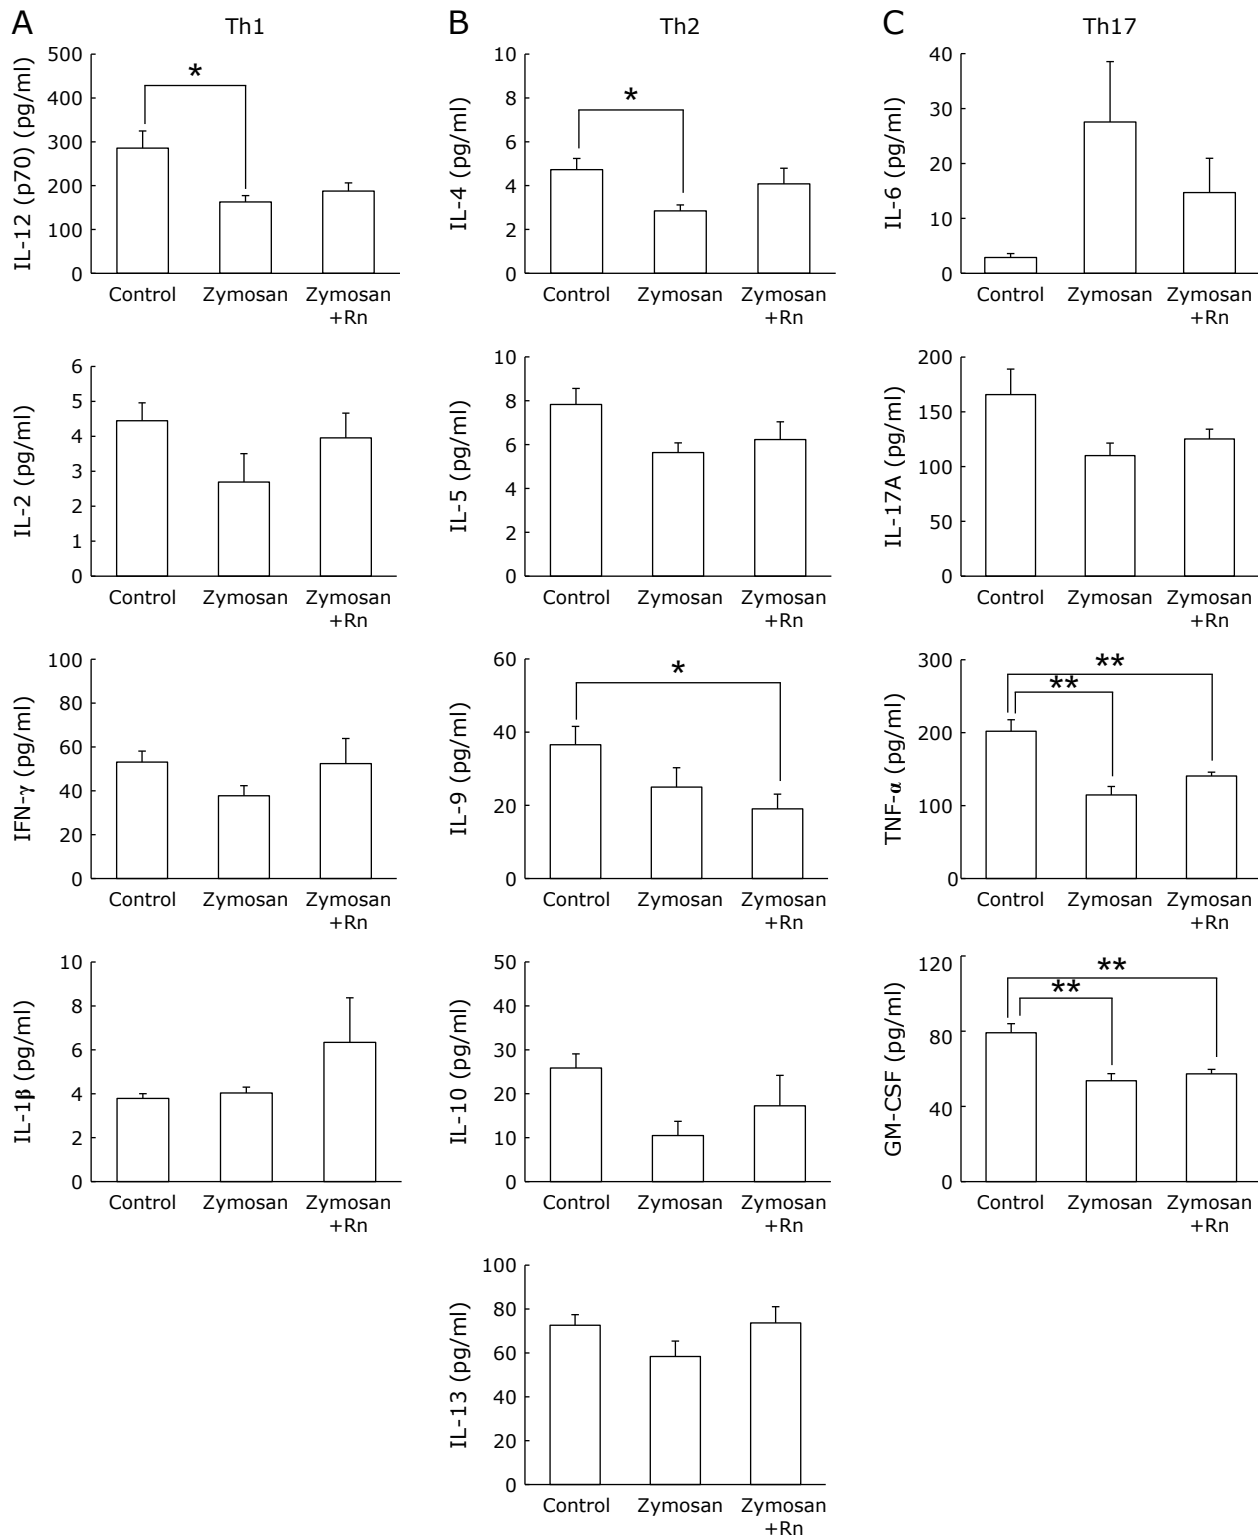 A
Th1
500
400
300
200
100
0
IL-12 (p70) (pg/ml)
*
Control
Zymosan
Zymosan
+Rn
6
5
4
3
2
1
0
IL-2 (pg/ml)
Control
Zymosan
Zymosan
+Rn
100
80
60
40
20
0
IFN-γ (pg/ml)
Control
Zymosan
Zymosan
+Rn
10
8
6
4
2
0
IL-1β (pg/ml)
Control
Zymosan
Zymosan
+Rn
B
Th2
10
8
6
4
2
0
IL-4 (pg/ml)
*
Control
Zymosan
Zymosan
+Rn
10
8
6
4
2
0
IL-5 (pg/ml)
Control
Zymosan
Zymosan
+Rn
60
40
20
0
IL-9 (pg/ml)
*
Control
Zymosan
Zymosan
+Rn
50
40
30
20
10
0
IL-10 (pg/ml)
Control
Zymosan
Zymosan
+Rn
100
80
60
40
20
0
IL-13 (pg/ml)
Control
Zymosan
Zymosan
+Rn
C
Th17
40
30
20
10
0
IL-6 (pg/ml)
Control
Zymosan
Zymosan
+Rn
200
150
100
50
0
IL-17A (pg/ml)
Control
Zymosan
Zymosan
+Rn
300
200
100
0
TNF-α (pg/ml)
**
**
Control
Zymosan
Zymosan
+Rn
120
80
40
0
GM-CSF (pg/ml)
**
**
Control
Zymosan
Zymosan
+Rn